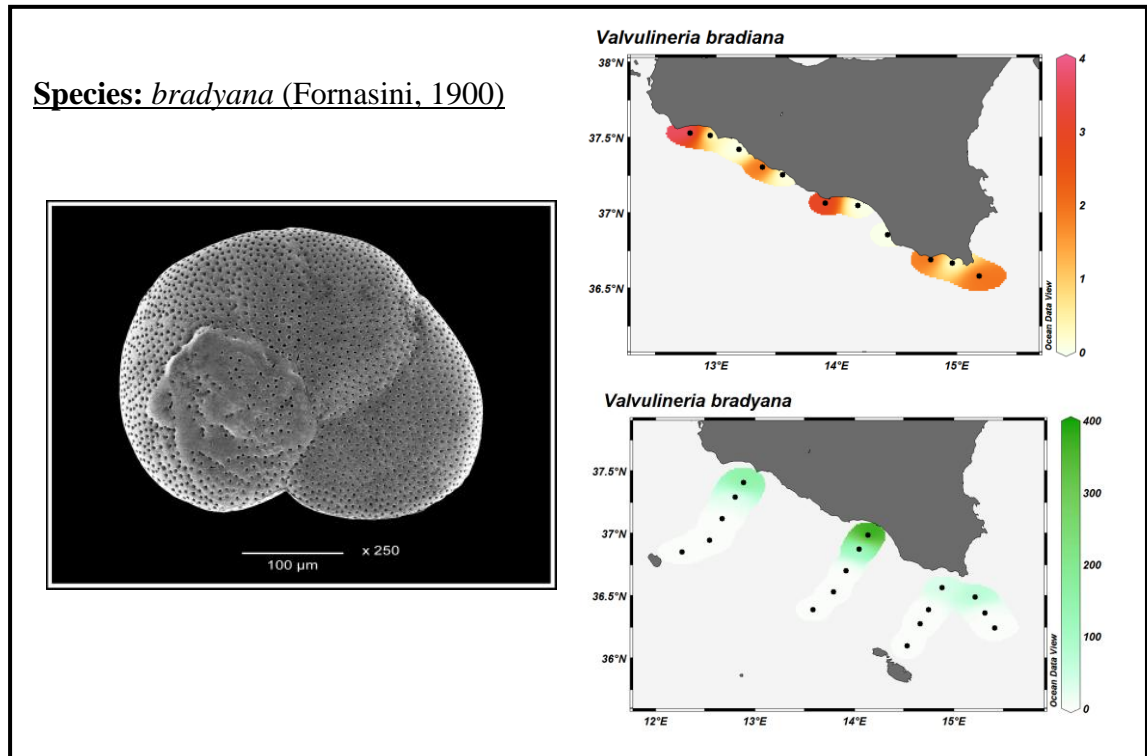 Species: bradyana (Fornasini, 1900)
x 250
100 µm
Valvulineria bradiana
38°N
37.5°N
37°N
36.5°N
13°E 14°E 15°E
4
3
2
1
0
Ocean Data View
Valvulineria bradyana
37.5°N
37°N
36.5°N
36°N
12°E 13°E 14°E 15°E
400
300
200
100
0
Ocean Data View